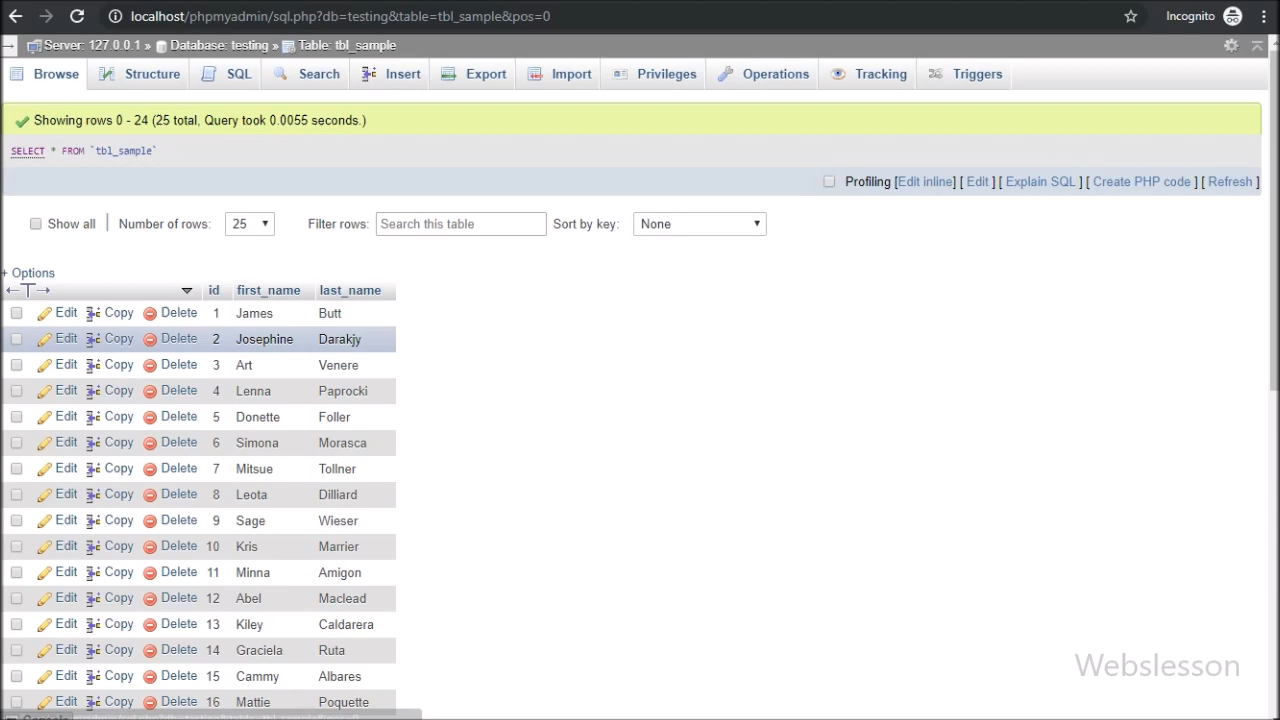 localhost/phpmyadmin/sql.php?db=testing&table=tbl_sample&pos=0 Incognito
Server: 127.0.0.1 » Database: testing » Table: tbl_sample
Browse Structure SQL Search Insert Export Import Privileges Operations Tracking Triggers
Showing rows 0 - 24 (25 total, Query took 0.0055 seconds.)
SELECT * FROM `tbl_sample`
Profiling [Edit inline] [ Edit ] [ Explain SQL ] [ Create PHP code ] [ Refresh ]
Show all | Number of rows: 25 Filter rows: Search this table Sort by key: None
+ Options
id first_name last_name
Edit Copy Delete 1 James Butt
Edit Copy Delete 2 Josephine Darakjy
Edit Copy Delete 3 Art Venere
Edit Copy Delete 4 Lenna Paprocki
Edit Copy Delete 5 Donette Foller
Edit Copy Delete 6 Simona Morasca
Edit Copy Delete 7 Mitsue Tollner
Edit Copy Delete 8 Leota Dilliard
Edit Copy Delete 9 Sage Wieser
Edit Copy Delete 10 Kris Marrier
Edit Copy Delete 11 Minna Amigon
Edit Copy Delete 12 Abel Maclead
Edit Copy Delete 13 Kiley Caldarera
Edit Copy Delete 14 Graciela Ruta
Edit Copy Delete 15 Cammy Albares
Edit Copy Delete 16 Mattie Poquette
Webslesson